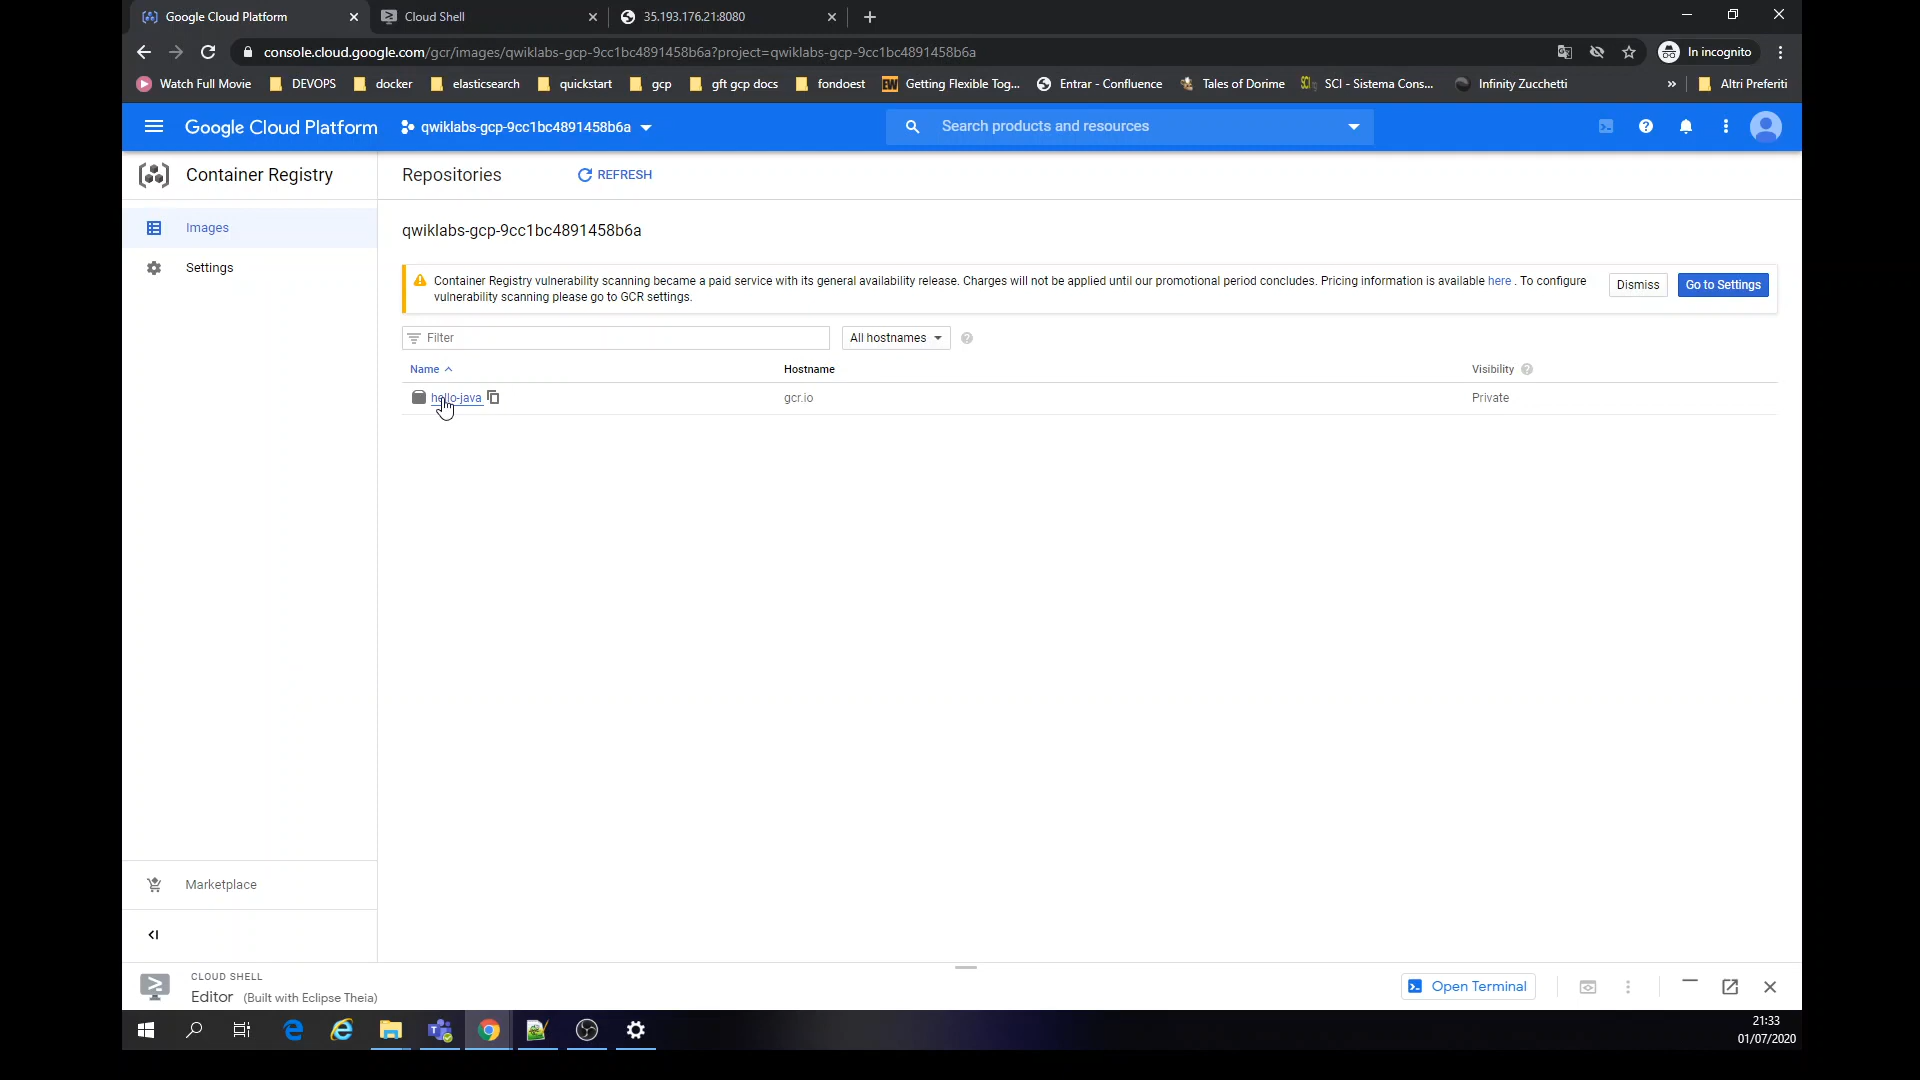 Google Cloud Platform
Cloud Shell
35.193.176.21:8080
console.cloud.google.com/gcr/images/qwiklabs-gcp-9cc1bc4891458b6a?project=qwiklabs-gcp-9cc1bc4891458b6a
In incognito
Watch Full Movie
DEVOPS
docker
elasticsearch
quickstart
gcp
gft gcp docs
fondoest
EW
Getting Flexible Tog...
Entrar - Confluence
Tales of Dorime
SCI - Sistema Cons...
Infinity Zucchetti
»
Altri Preferiti
Google Cloud Platform
qwiklabs-gcp-9cc1bc4891458b6a
Search products and resources
Container Registry
Repositories
REFRESH
Images
Settings
qwiklabs-gcp-9cc1bc4891458b6a
Container Registry vulnerability scanning became a paid service with its general availability release. Charges will not be applied until our promotional period concludes. Pricing information is available here . To configure
vulnerability scanning please go to GCR settings.
Dismiss
Go to Settings
Filter
All hostnames
Name
Hostname
Visibility
hello-java
gcr.io
Private
Marketplace
CLOUD SHELL
Editor (Built with Eclipse Theia)
Open Terminal
21:33
01/07/2020